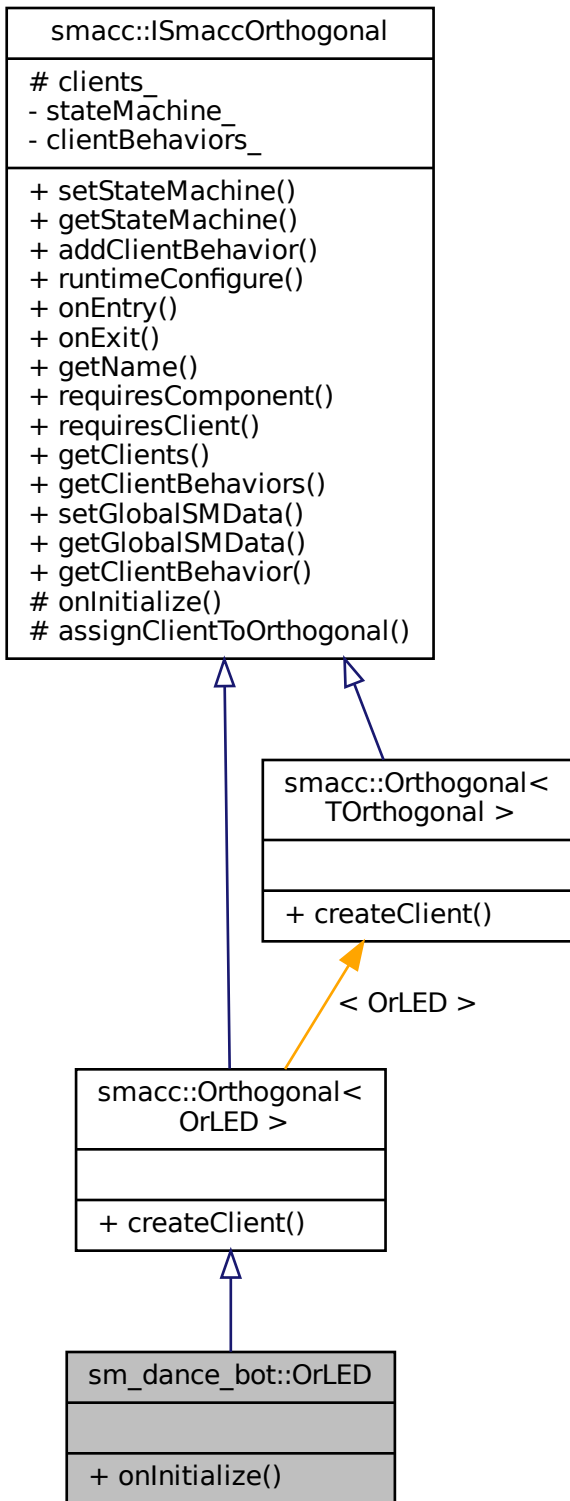 smacc::ISmaccOrthogonal
# clients_
- stateMachine_
- clientBehaviors_
+ setStateMachine()
+ getStateMachine()
+ addClientBehavior()
+ runtimeConfigure()
+ onEntry()
+ onExit()
+ getName()
+ requiresComponent()
+ requiresClient()
+ getClients()
+ getClientBehaviors()
+ setGlobalSMData()
+ getGlobalSMData()
+ getClientBehavior()
# onInitialize()
# assignClientToOrthogonal()
smacc::Orthogonal<
TOrthogonal >
+ createClient()
< OrLED >
smacc::Orthogonal<
OrLED >
+ createClient()
sm_dance_bot::OrLED
+ onInitialize()